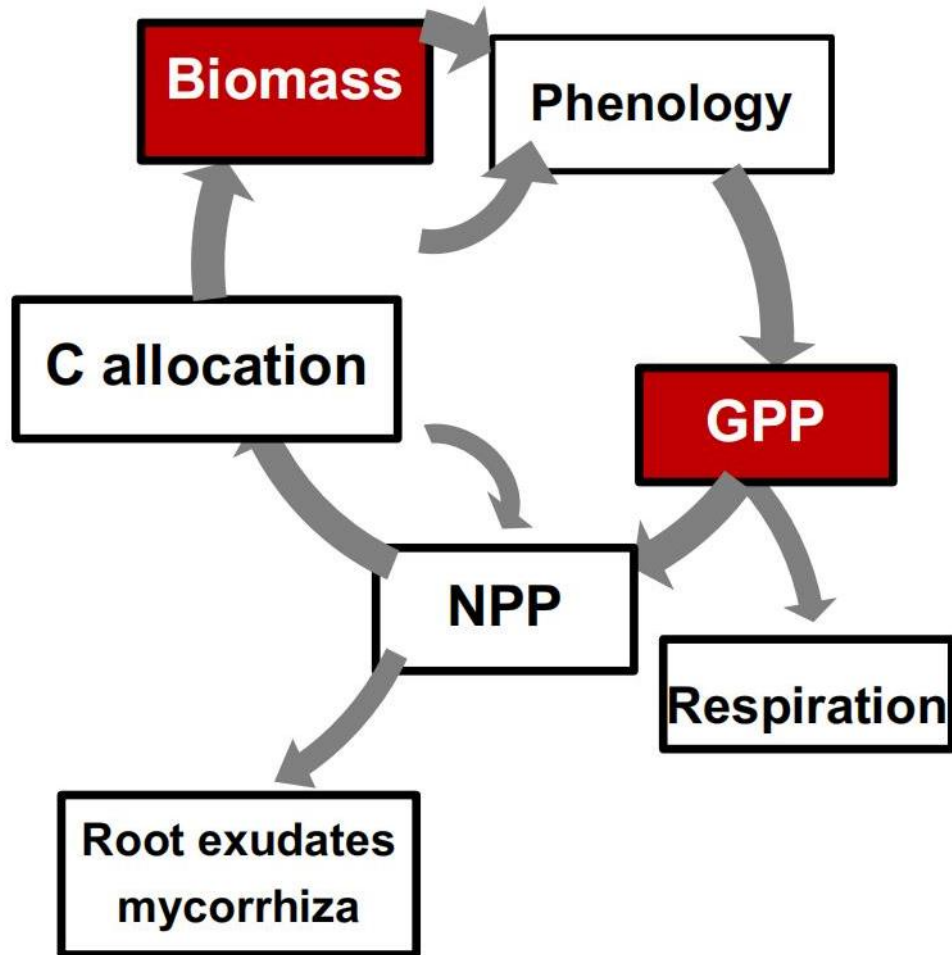 Biomass
Phenology
C allocation
GPP
NPP
Respiration
Root exudates
mycorrhiza